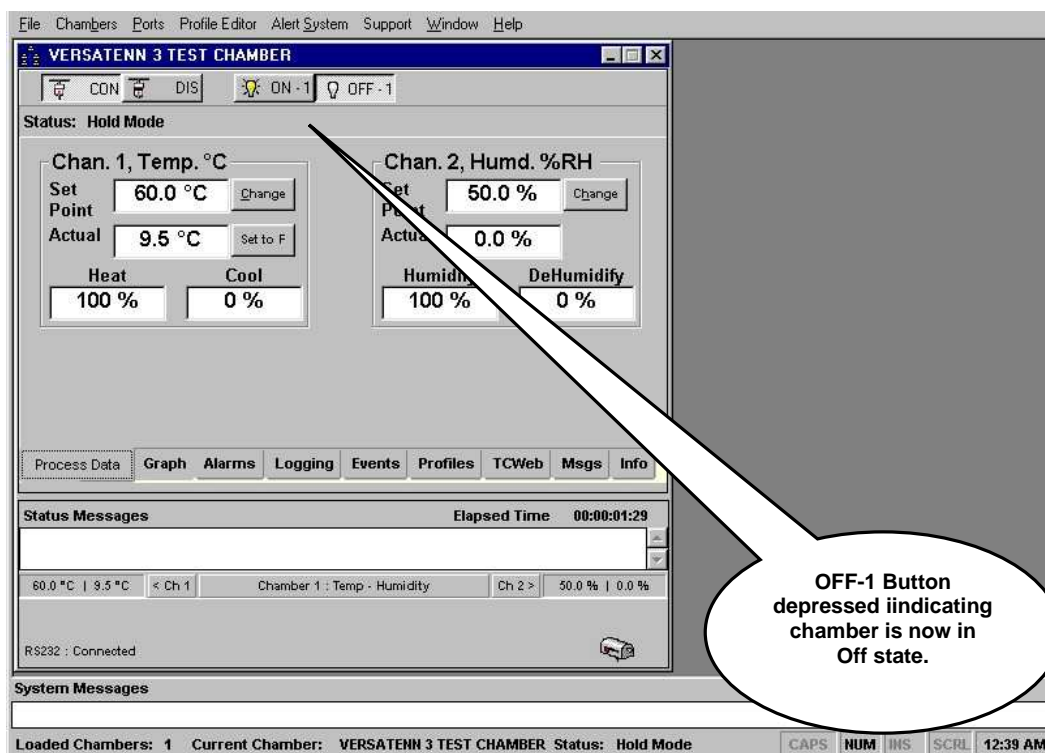 File Chambers Ports Profile Editor Alert System Support Window Help
VERSATENN 3 TEST CHAMBER
CON DIS ON - 1 OFF - 1
Status: Hold Mode
Chan. 1, Temp. °C
Set Point 60.0 °C Change
Actual 9.5 °C Set to F
Heat Cool
100 % 0 %
Chan. 2, Humd. %RH
Set 50.0 % Change
Actua 0.0 %
Humidify DeHumidify
100 % 0 %
Process Data Graph Alarms Logging Events Profiles TCWeb Msgs Info
Status Messages Elapsed Time 00:00:01:29
60.0 °C | 9.5 °C < Ch 1 Chamber 1 : Temp - Humidity Ch 2 > 50.0 % | 0.0 %
RS232 : Connected
OFF-1 Button
depressed iindicating
chamber is now in
Off state.
System Messages
Loaded Chambers: 1 Current Chamber: VERSATENN 3 TEST CHAMBER Status: Hold Mode CAPS NUM INS SCRL 12:39 AM